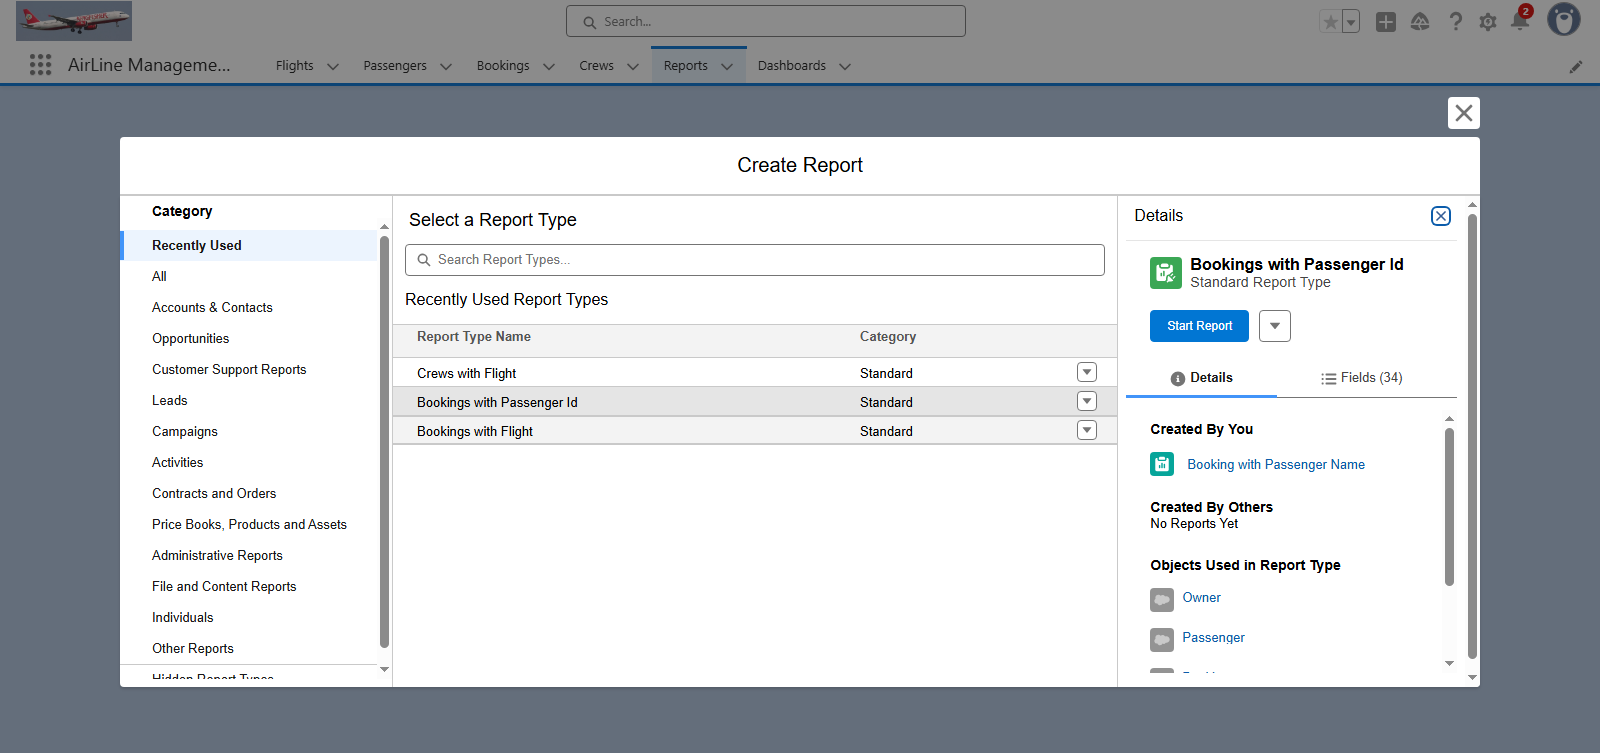 Search...
2
AirLine Manageme...
Flights
Passengers
Bookings
Crews
Reports
Dashboards
Create Report
Category
Recently Used
All
Accounts & Contacts
Opportunities
Customer Support Reports
Leads
Campaigns
Activities
Contracts and Orders
Price Books, Products and Assets
Administrative Reports
File and Content Reports
Individuals
Other Reports
Hidden Report Types
Select a Report Type
Search Report Types...
Recently Used Report Types
Report Type Name Category
Crews with Flight Standard
Bookings with Passenger Id Standard
Bookings with Flight Standard
Details
Bookings with Passenger Id
Standard Report Type
Start Report
Details
Fields (34)
Created By You
Booking with Passenger Name
Created By Others
No Reports Yet
Objects Used in Report Type
Owner
Passenger